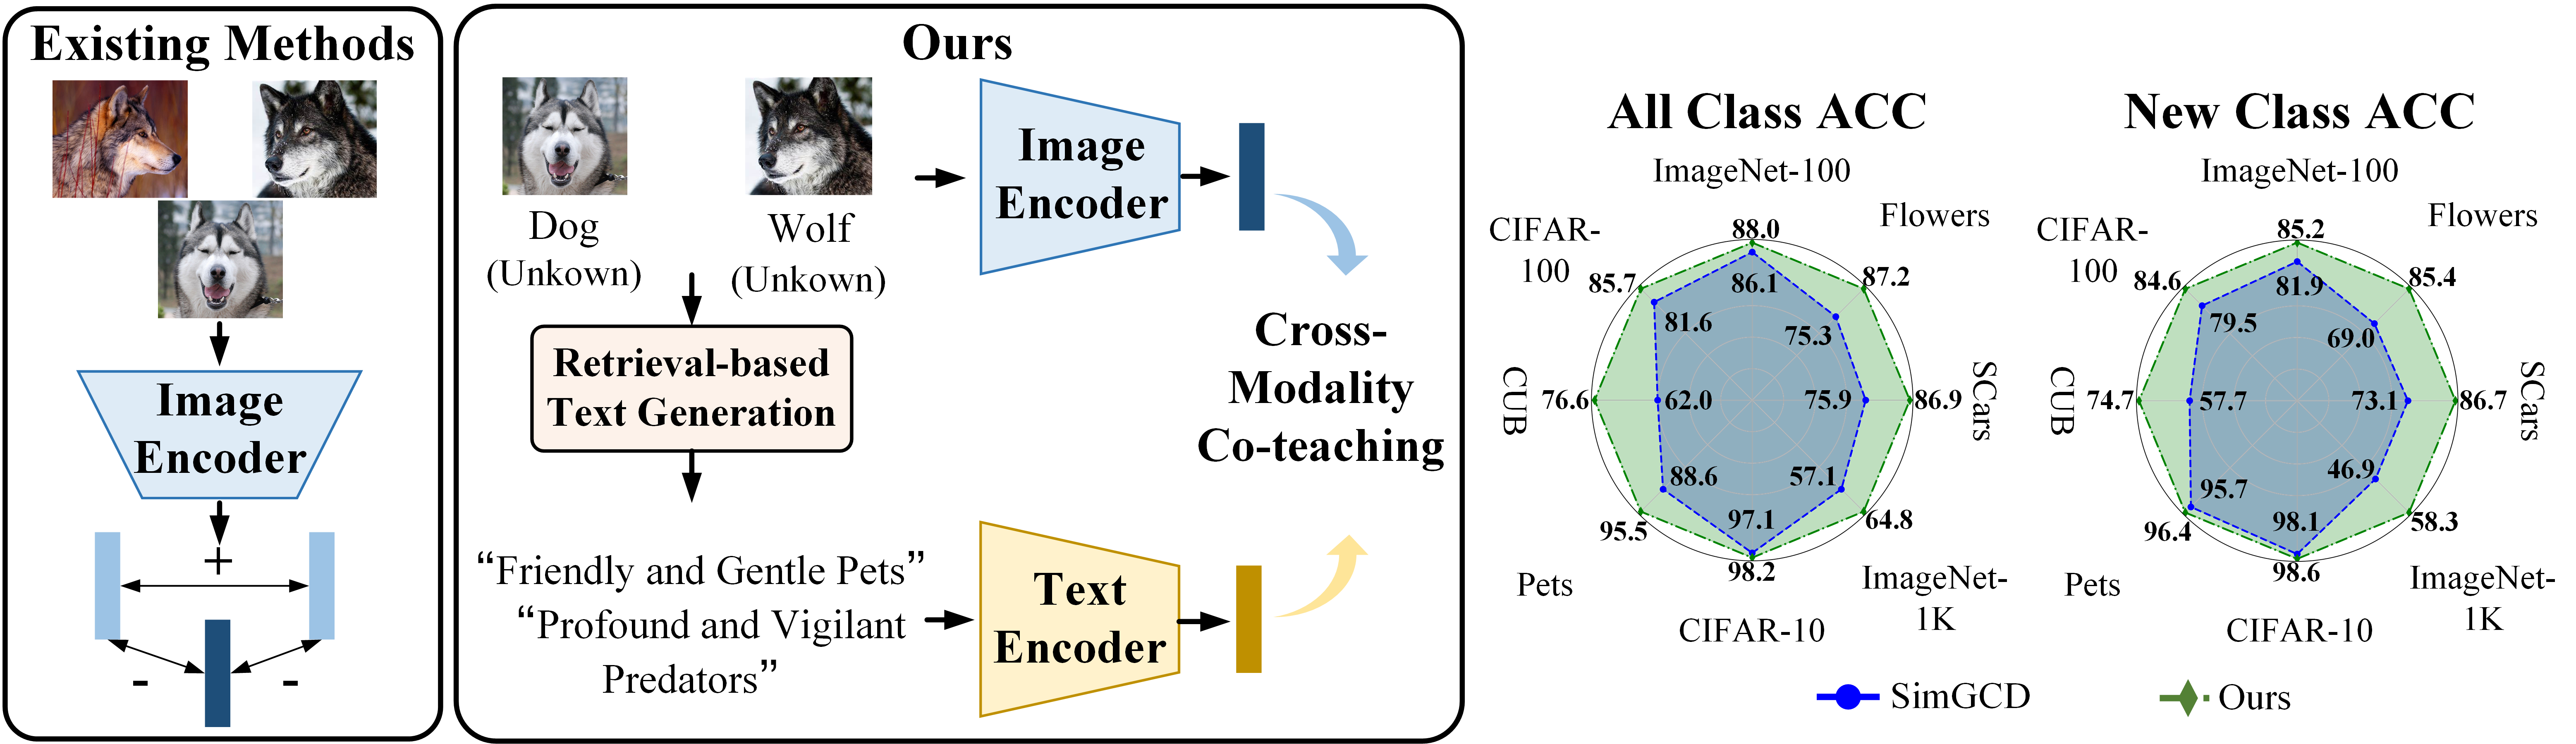 Existing Methods
Image
Encoder
+
-
-
Ours
Dog
(Unkown)
Wolf
(Unkown)
Retrieval-based
Text Generation
“Friendly and Gentle Pets”
“Profound and Vigilant
Predators”
Image
Encoder
Text
Encoder
Cross-
Modality
Co-teaching
All Class ACC
ImageNet-100
Flowers
SCars
ImageNet-
1K
CIFAR-10
Pets
CUB
CIFAR-
100
88.0
86.1
87.2
75.3
86.9
75.9
64.8
57.1
98.2
97.1
95.5
88.6
76.6
62.0
85.7
81.6
New Class ACC
ImageNet-100
Flowers
SCars
ImageNet-
1K
CIFAR-10
Pets
CUB
CIFAR-
100
85.2
81.9
85.4
69.0
86.7
73.1
58.3
46.9
98.6
98.1
96.4
95.7
74.7
57.7
84.6
79.5
SimGCD
Ours